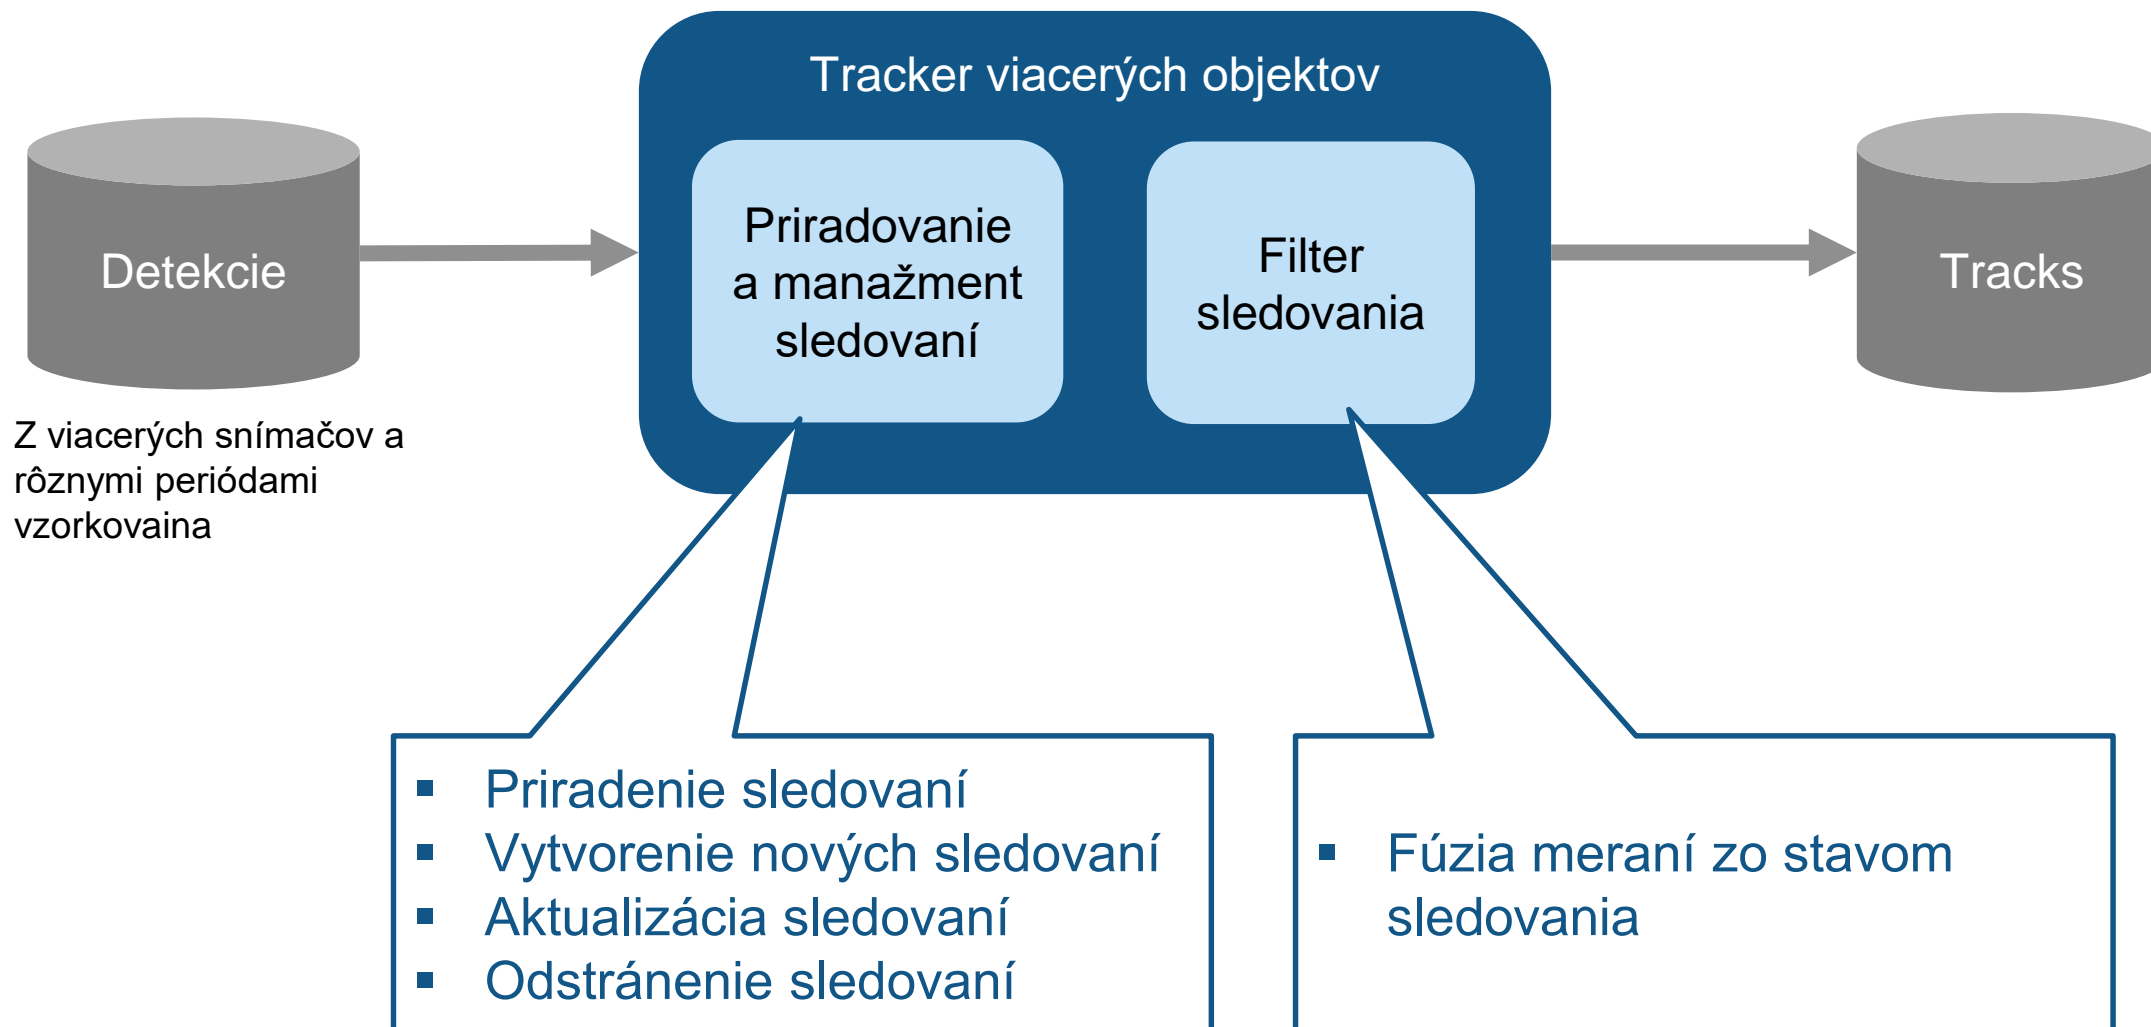 Tracker viacerých objektov
Detekcie
Priradovanie
a manažment
sledovaní
Filter
sledovania
Tracks
Z viacerých snímačov a
rôznymi periódami
vzorkovaina
▪ Priradenie sledovaní
▪ Vytvorenie nových sledovaní
▪ Aktualizácia sledovaní
▪ Odstránenie sledovaní
▪ Fúzia meraní zo stavom
sledovania